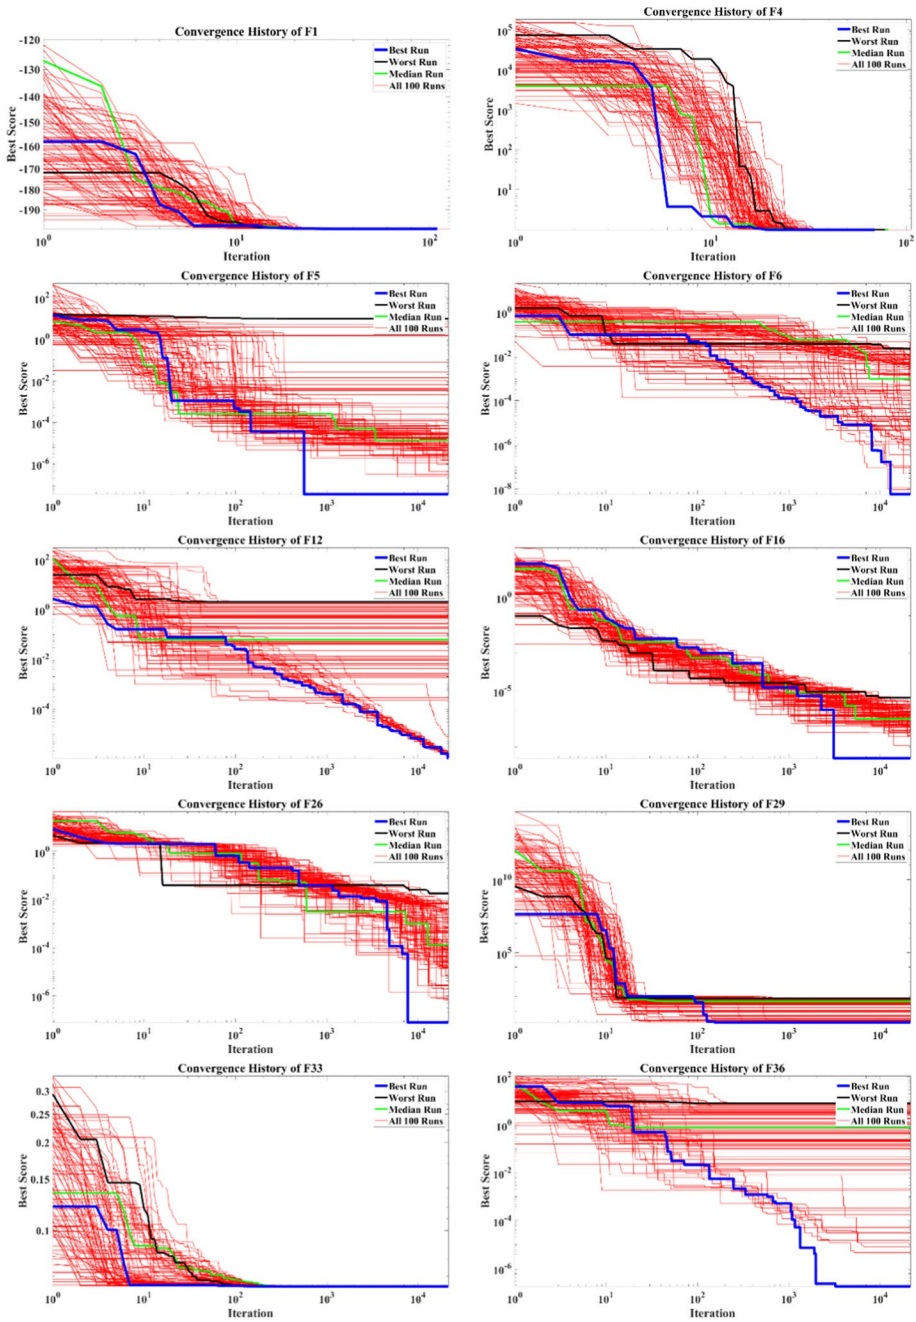 Convergence History of F1
-120
-130
-140
-150
-160
-170
-180
-190
Best Score
Best Run
Worst Run
Median Run
All 100 Runs
10^0
10^1
10^2
Iteration
Convergence History of F4
10^5
10^4
10^3
10^2
10^1
Best Score
Best Run
Worst Run
Median Run
All 100 Runs
10^0
10^1
10^2
Iteration
Convergence History of F5
10^2
10^0
10^-2
10^-4
10^-6
Best Score
Best Run
Worst Run
Median Run
All 100 Runs
10^0
10^1
10^2
10^3
10^4
Iteration
Convergence History of F6
10^2
10^0
10^-2
10^-4
10^-6
10^-8
Best Score
Best Run
Worst Run
Median Run
All 100 Runs
10^0
10^1
10^2
10^3
10^4
Iteration
Convergence History of F12
10^2
10^0
10^-2
10^-4
Best Score
Best Run
Worst Run
Median Run
All 100 Runs
10^0
10^1
10^2
10^3
10^4
Iteration
Convergence History of F16
10^0
10^-5
Best Score
Best Run
Worst Run
Median Run
All 100 Runs
10^0
10^1
10^2
10^3
10^4
Iteration
Convergence History of F26
10^0
10^-2
10^-4
10^-6
Best Score
Best Run
Worst Run
Median Run
All 100 Runs
10^0
10^1
10^2
10^3
10^4
Iteration
Convergence History of F29
10^10
10^5
Best Score
Best Run
Worst Run
Median Run
All 100 Runs
10^0
10^1
10^2
10^3
10^4
Iteration
Convergence History of F33
0.3
0.25
0.2
0.15
0.1
Best Score
Best Run
Worst Run
Median Run
All 100 Runs
10^0
10^1
10^2
10^3
10^4
Iteration
Convergence History of F36
10^2
10^0
10^-2
10^-4
10^-6
Best Score
Best Run
Worst Run
Median Run
All 100 Runs
10^0
10^1
10^2
10^3
10^4
Iteration